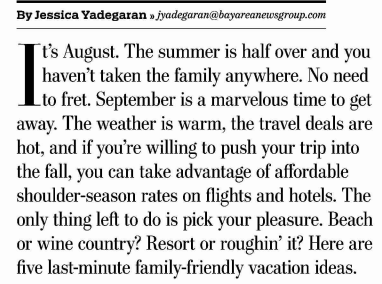 By Jessica Yadegaran » jyadegaran@bayareanewsgroup.com
It’s August. The summer is half over and you
haven’t taken the family anywhere. No need
to fret. September is a marvelous time to get
away. The weather is warm, the travel deals are
hot, and if you’re willing to push your trip into
the fall, you can take advantage of affordable
shoulder-season rates on flights and hotels. The
only thing left to do is pick your pleasure. Beach
or wine country? Resort or roughin’ it? Here are
five last-minute family-friendly vacation ideas.